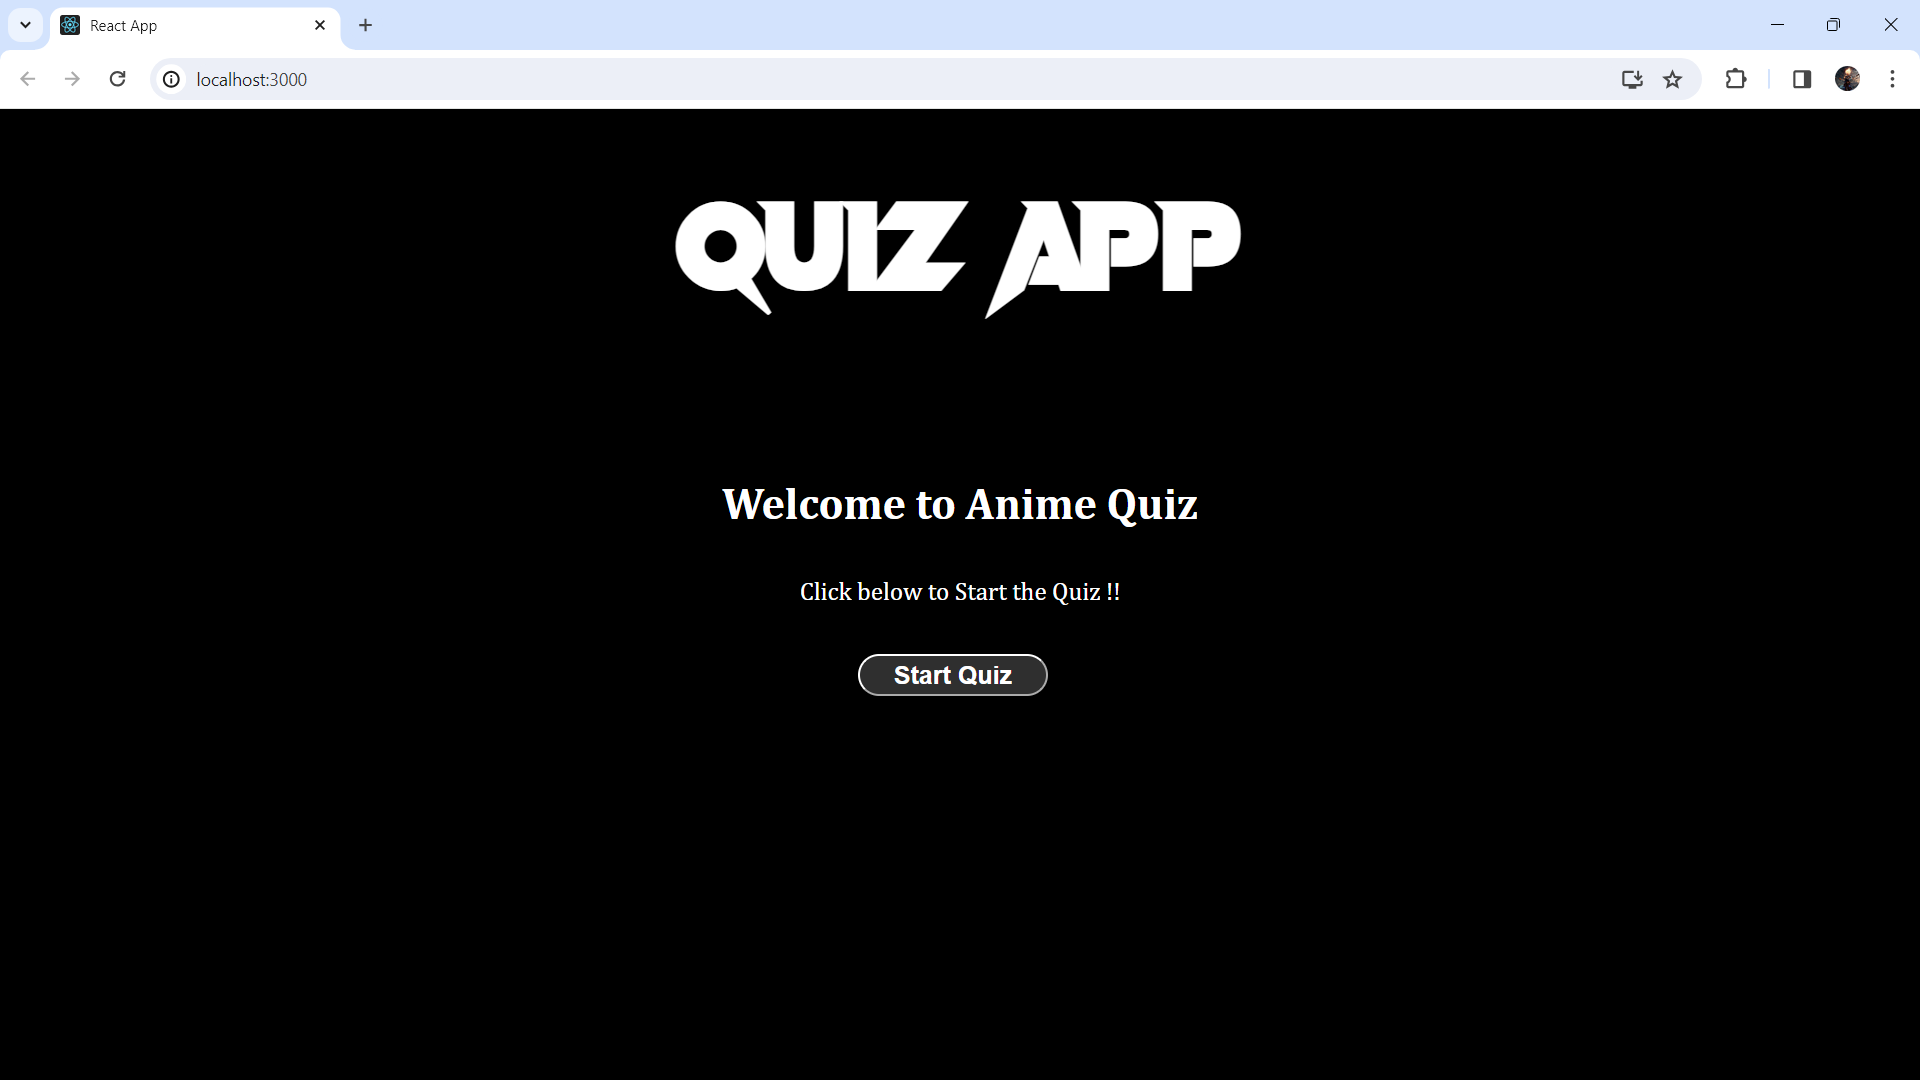 React App
localhost:3000
QUIZ APP
Welcome to Anime Quiz
Click below to Start the Quiz !!
Start Quiz